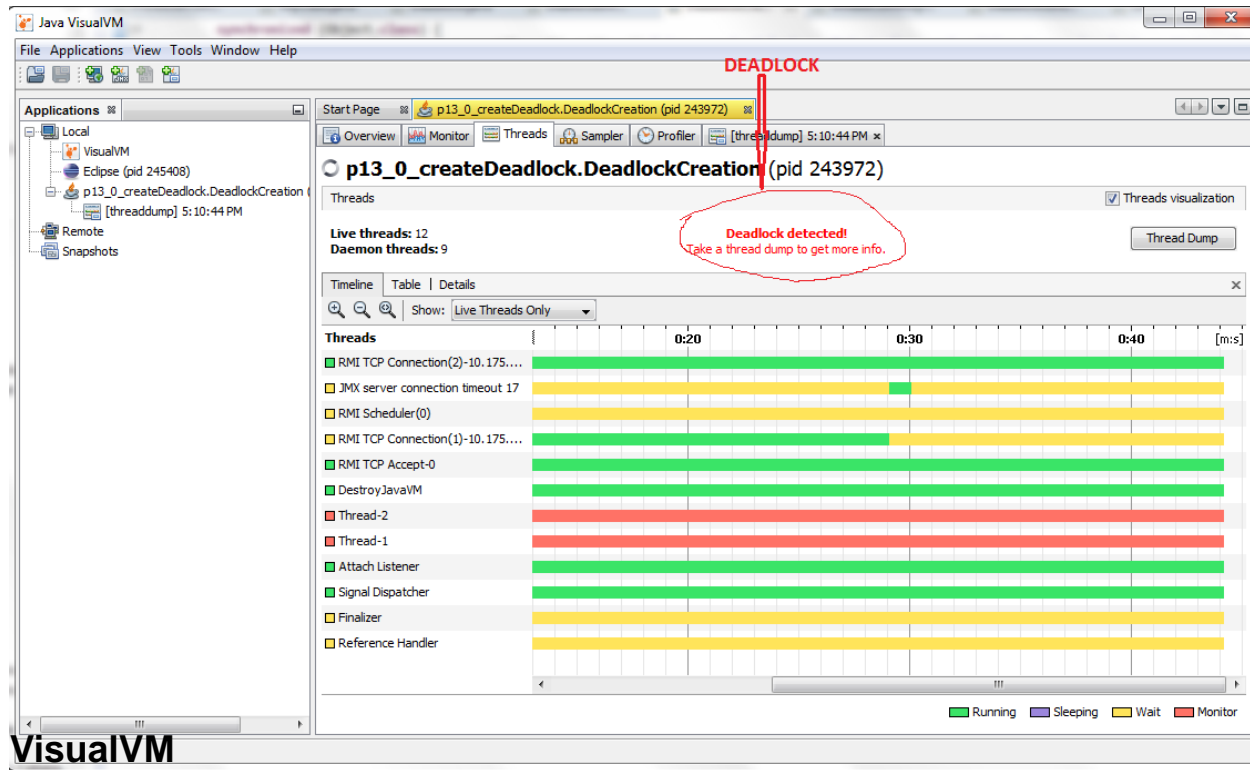 Java VisualVM
File Applications View Tools Window Help
DEADLOCK
Applications
Start Page p13_0_createDeadlock.DeadlockCreation (pid 243972)
Local
VisualVM
Eclipse (pid 245408)
p13_0_createDeadlock.DeadlockCreation (
[threaddump] 5:10:44 PM
Remote
Snapshots
Overview Monitor Threads Sampler Profiler [threaddump] 5:10:44 PM
p13_0_createDeadlock.DeadlockCreation (pid 243972)
Threads Threads visualization
Live threads: 12
Daemon threads: 9
Deadlock detected!
Take a thread dump to get more info.
Thread Dump
Timeline Table Details
Show: Live Threads Only
Threads 0:20 0:30 0:40 [m:s]
RMI TCP Connection(2)-10.175....
JMX server connection timeout 17
RMI Scheduler(0)
RMI TCP Connection(1)-10.175....
RMI TCP Accept-0
DestroyJavaVM
Thread-2
Thread-1
Attach Listener
Signal Dispatcher
Finalizer
Reference Handler
Running Sleeping Wait Monitor
VisualVM